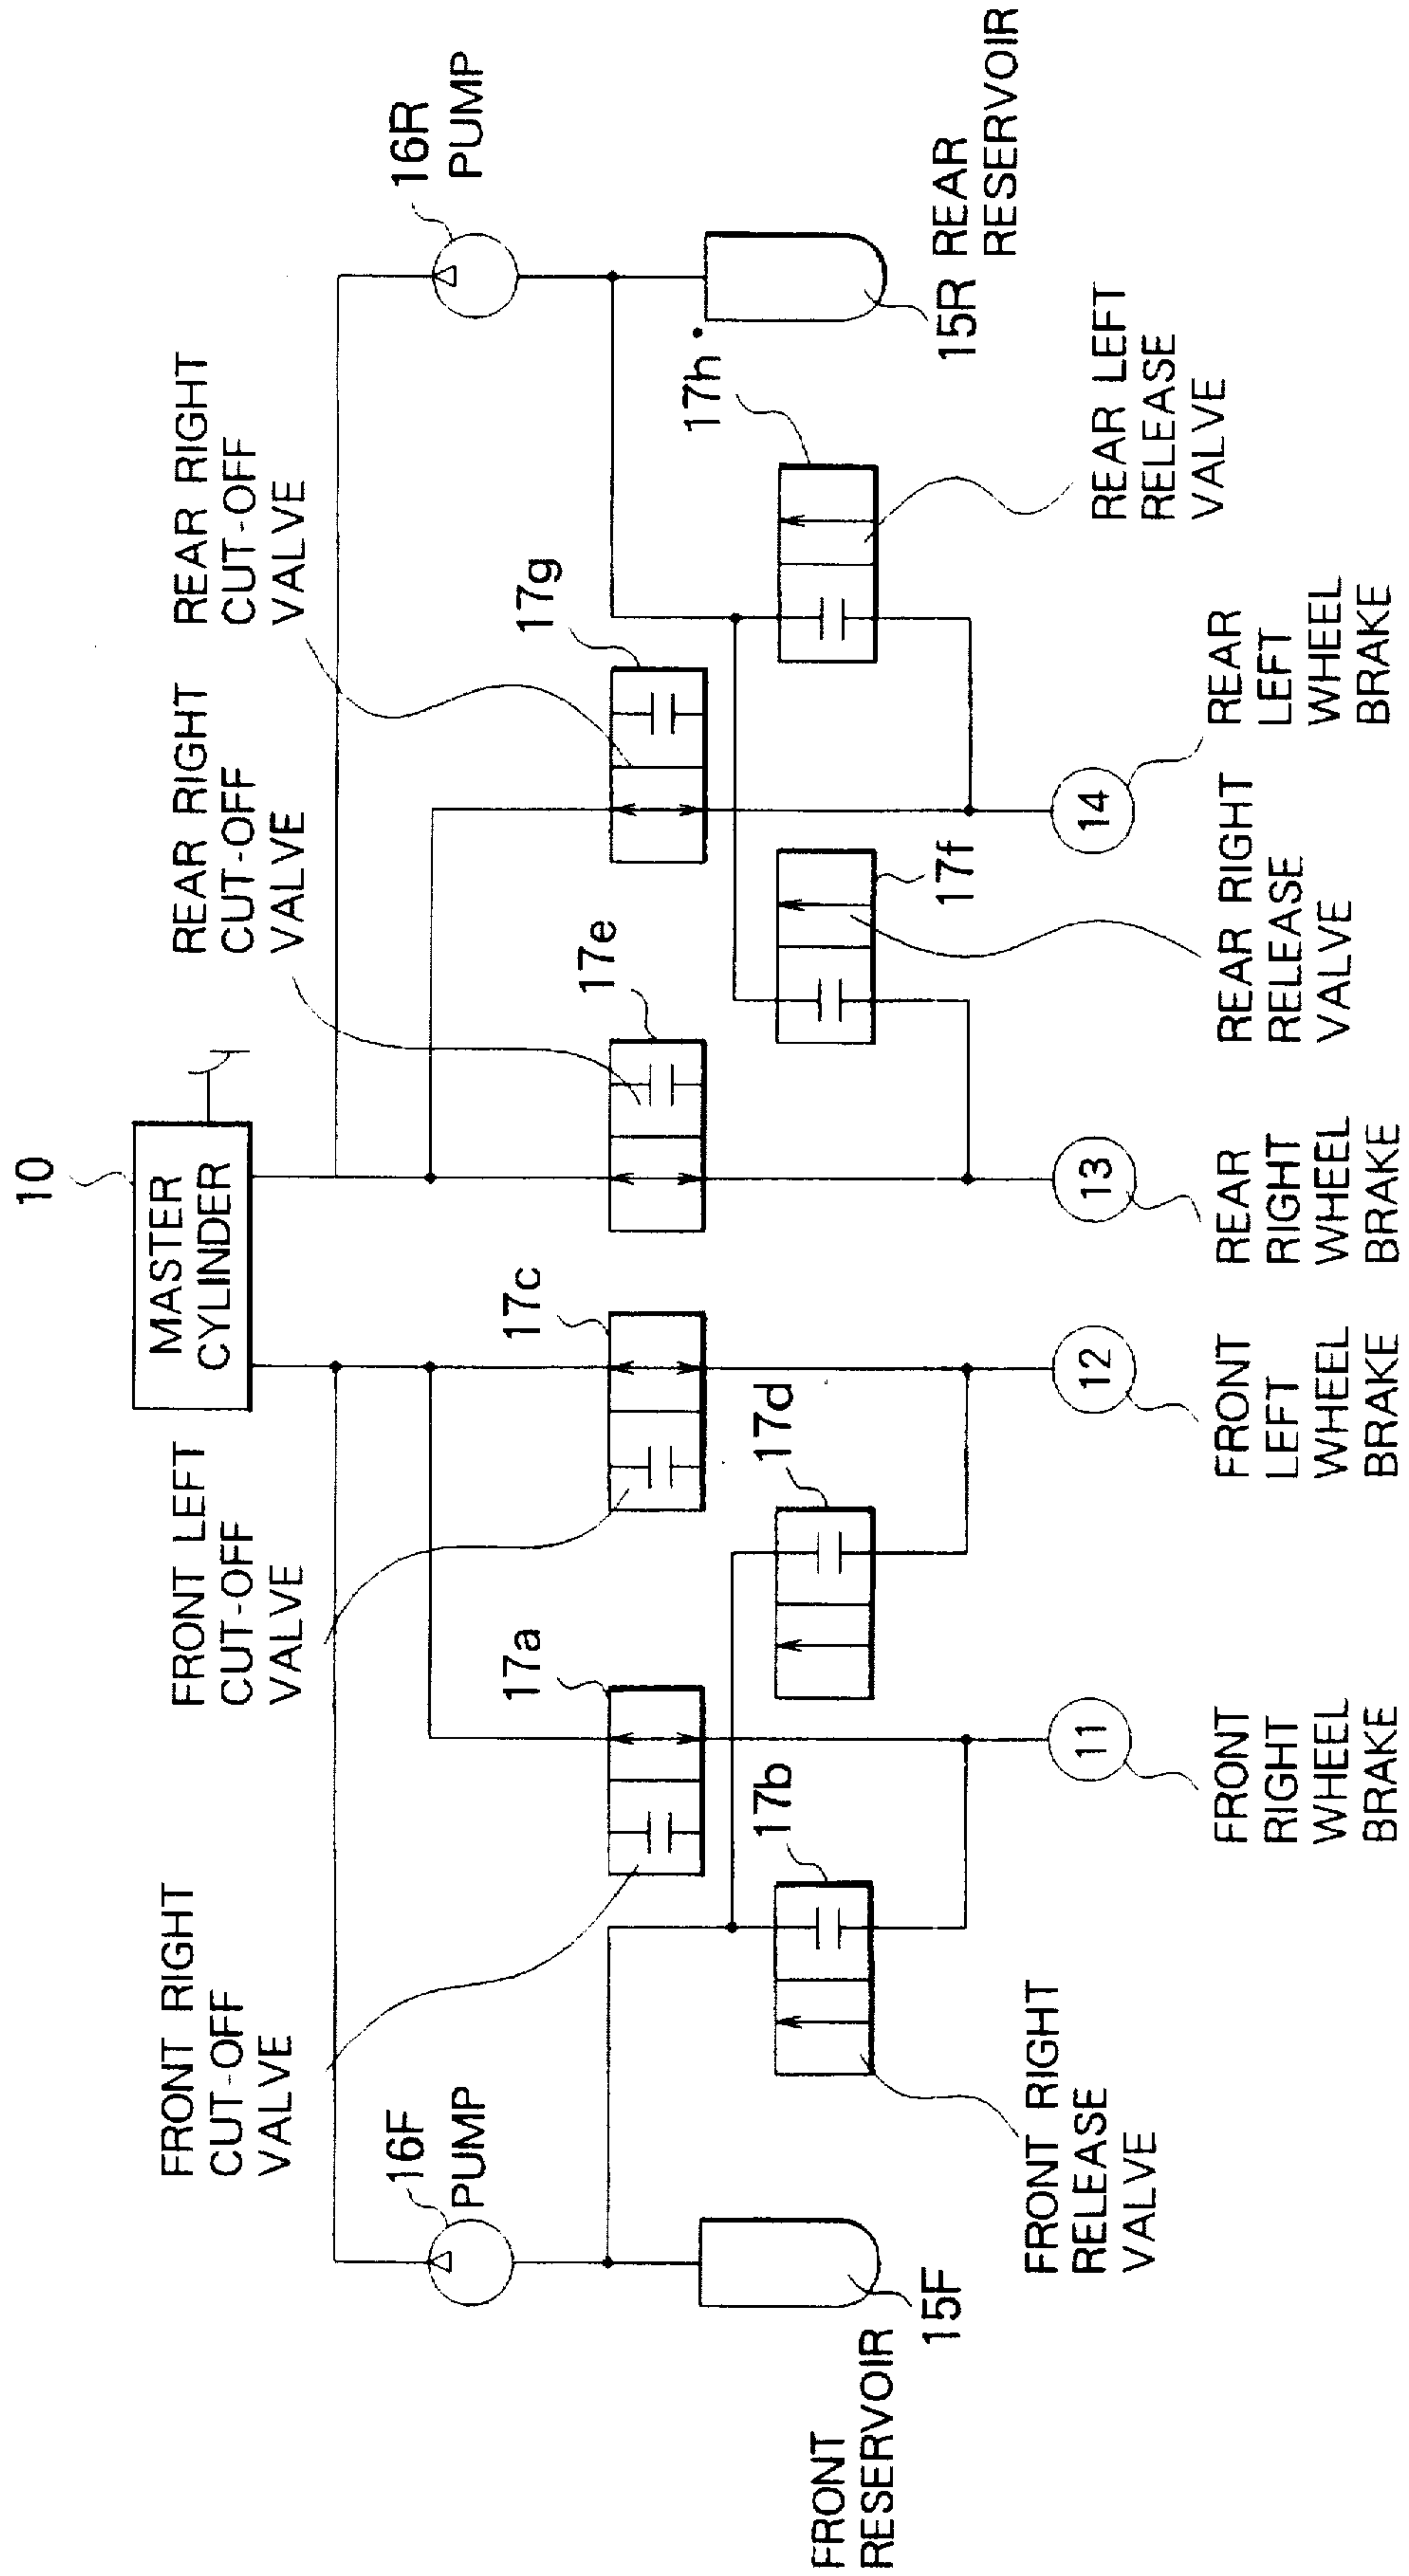 10
MASTER
CYLINDER
FRONT RIGHT
CUT-OFF
VALVE
FRONT LEFT
CUT-OFF
VALVE
REAR RIGHT
CUT-OFF
VALVE
REAR RIGHT
CUT-OFF
VALVE
16F
PUMP
16R
PUMP
17a
17c
17e
17g
17b
17d
17f
17h
FRONT
RESERVOIR
15F
FRONT RIGHT
RELEASE
VALVE
15R REAR
RESERVOIR
REAR LEFT
RELEASE
VALVE
REAR RIGHT
RELEASE
VALVE
11
12
13
14
FRONT
RIGHT
WHEEL
BRAKE
FRONT
LEFT
WHEEL
BRAKE
REAR
RIGHT
WHEEL
BRAKE
REAR
LEFT
WHEEL
BRAKE